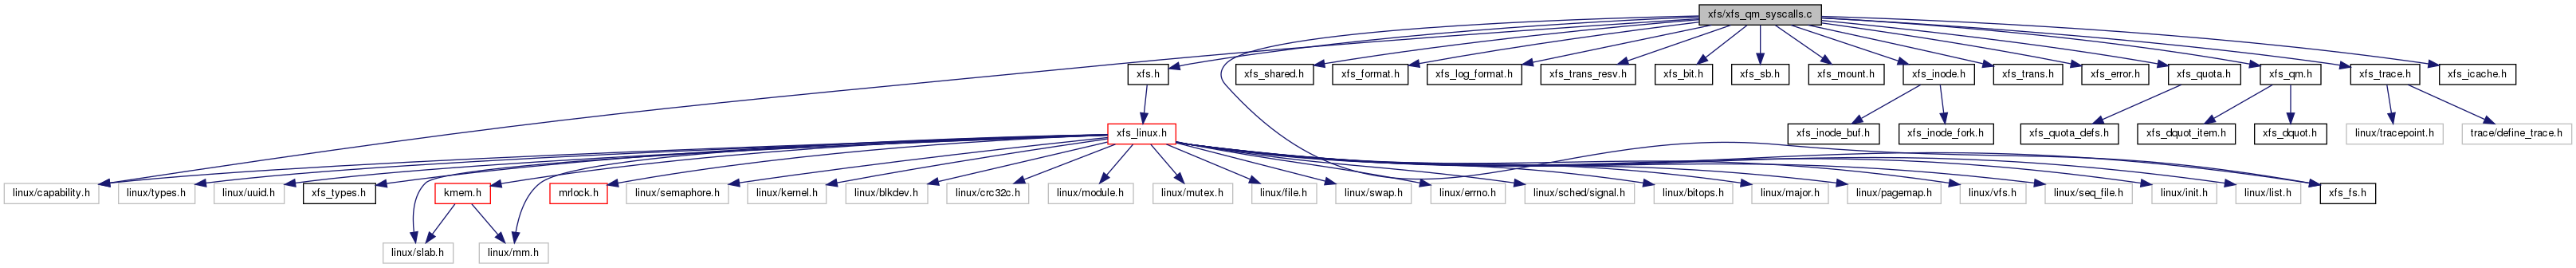 xfs/xfs_qm_syscalls.c
xfs.h
xfs_shared.h
xfs_format.h
xfs_log_format.h
xfs_trans_resv.h
xfs_bit.h
xfs_sb.h
xfs_mount.h
xfs_inode.h
xfs_trans.h
xfs_error.h
xfs_quota.h
xfs_qm.h
xfs_trace.h
xfs_icache.h
xfs_linux.h
xfs_inode_buf.h
xfs_inode_fork.h
xfs_quota_defs.h
xfs_dquot_item.h
xfs_dquot.h
linux/tracepoint.h
trace/define_trace.h
linux/capability.h
linux/types.h
linux/uuid.h
xfs_types.h
kmem.h
mrlock.h
linux/semaphore.h
linux/kernel.h
linux/blkdev.h
linux/crc32c.h
linux/module.h
linux/mutex.h
linux/file.h
linux/swap.h
linux/errno.h
linux/sched/signal.h
linux/bitops.h
linux/major.h
linux/pagemap.h
linux/vfs.h
linux/seq_file.h
linux/init.h
linux/list.h
xfs_fs.h
linux/slab.h
linux/mm.h